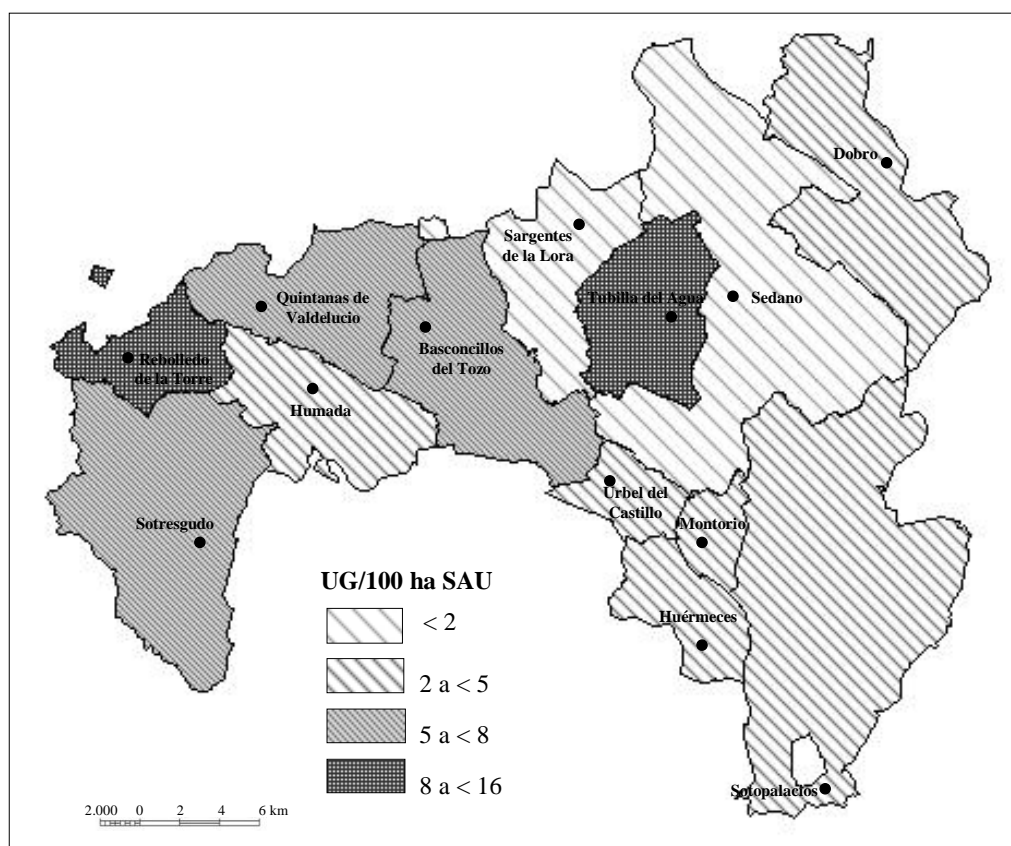 Dobro
Sargentes
de la Lora
Quintanas de
Valdelucio
Tubilla del Agua
Sedano
Basconcillos
del Tozo
Rebolledo
de la Torre
Humada
Urbel del
Castillo
Sotresgudo
Montorio
UG/100 ha SAU
< 2
Huérmeces
2 a < 5
5 a < 8
8 a < 16
Sotopalacios
2.000 0 2 4 6 km